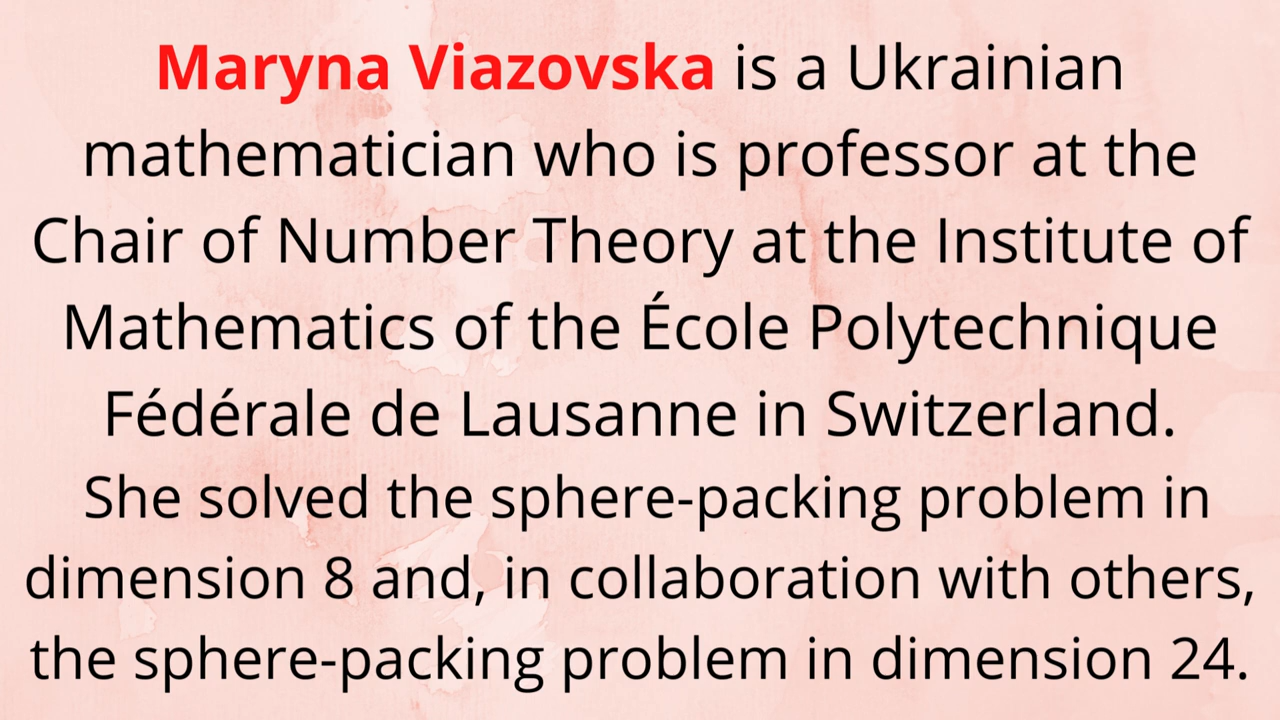 Maryna Viazovska is a Ukrainian
mathematician who is professor at the
Chair of Number Theory at the Institute of
Mathematics of the École Polytechnique
Fédérale de Lausanne in Switzerland.
She solved the sphere-packing problem in
dimension 8 and, in collaboration with others,
the sphere-packing problem in dimension 24.